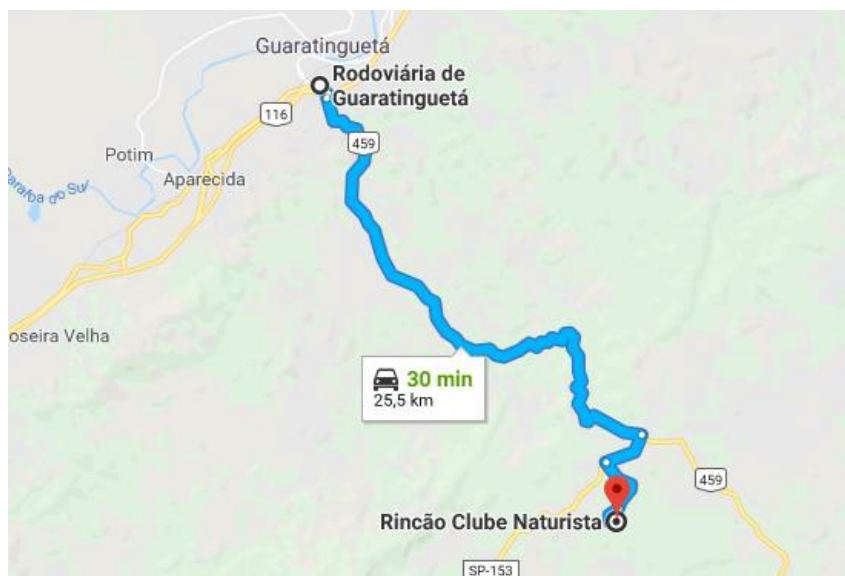 Guaratinguetá
Rodoviária de
Guaratinguetá
116
459
Potim
Aparecida
Paraíba do Sul
oseira Velha
30 min
25,5 km
459
Rincão Clube Naturista
SP-153